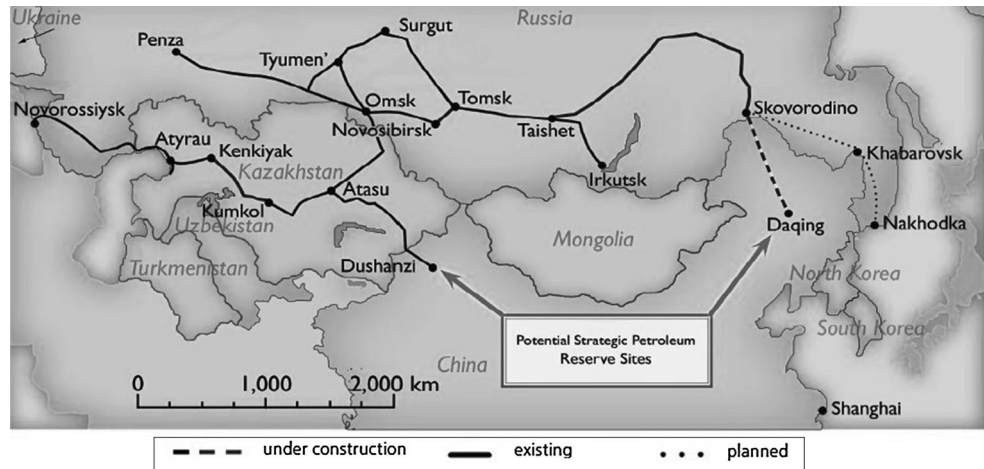 Ukraine
Russia
Surgut
Penza
Tyumen'
Omsk
Tomsk
Novosibirsk
Taishet
Skovorodino
Novorossiysk
Atyrau
Kenkiyak
Kazakhstan
Khabarovsk
Irkutsk
Atasu
Kumkol
Uzbekistan
Daqing
Nakhodka
Mongolia
Turkmenistan
Dushanzi
North Korea
South Korea
Potential Strategic Petroleum
Reserve Sites
China
0 1,000 2,000 km
Shanghai
under construction existing planned